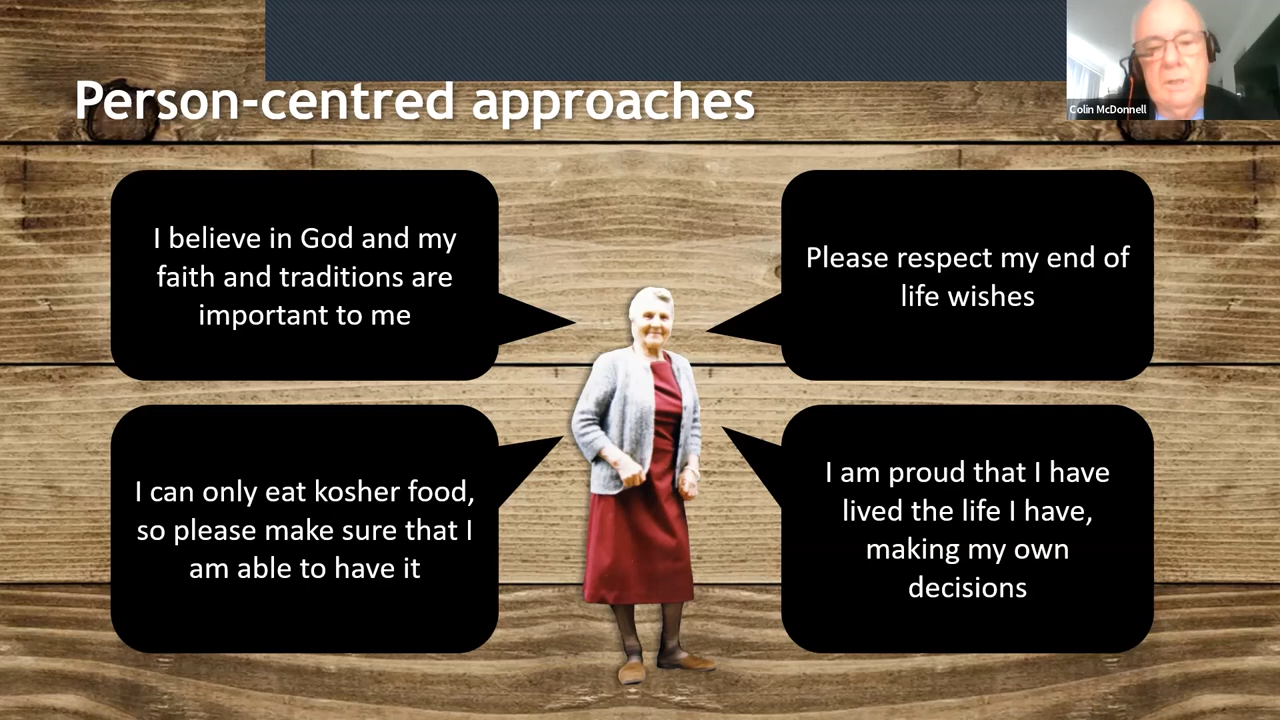 Person-centred approaches
Colin McDonnell
I believe in God and my
faith and traditions are
important to me
Please respect my end of
life wishes
I can only eat kosher food,
so please make sure that I
am able to have it
I am proud that I have
lived the life I have,
making my own
decisions